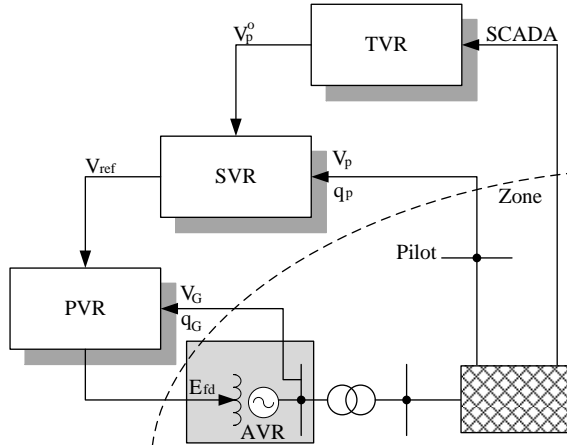 V_p^o
TVR
SCADA
V_ref
SVR
V_p
q_p
Zone
Pilot
PVR
V_G
q_G
E_fd
AVR